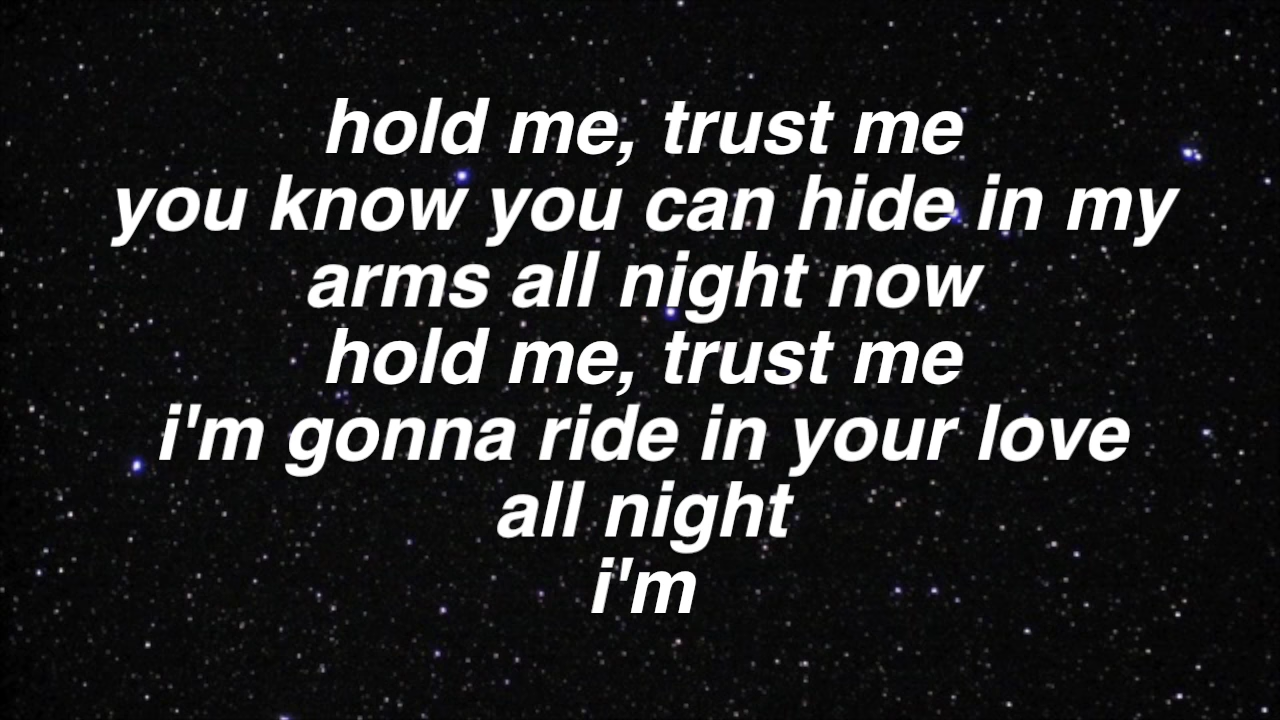 hold me, trust me
you know you can hide in my
arms all night now
hold me, trust me
i'm gonna ride in your love
all night
i'm